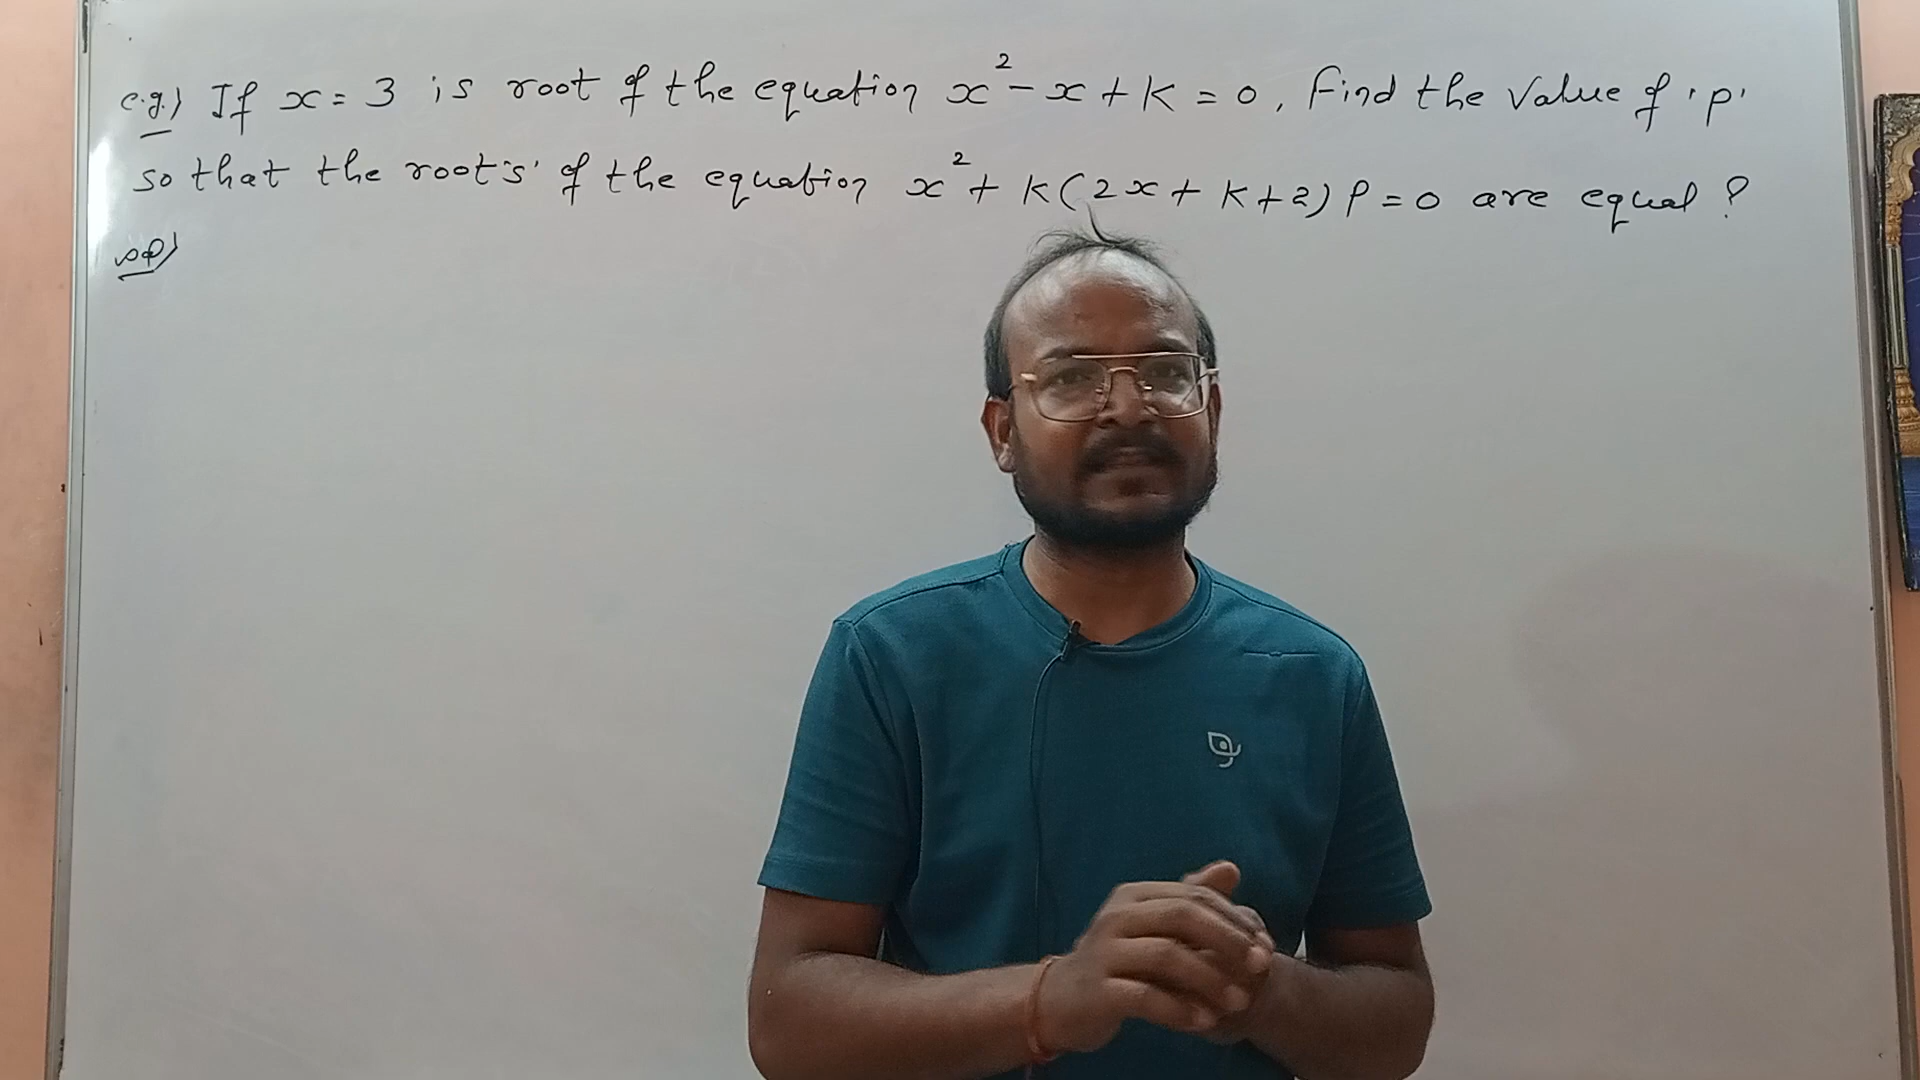 e.g.) If x = 3 is root of the equation x² - x + k = 0, find the value of 'p'
so that the root's' of the equation x² + k(2x + k + 2) p = 0 are equal ?
sol)